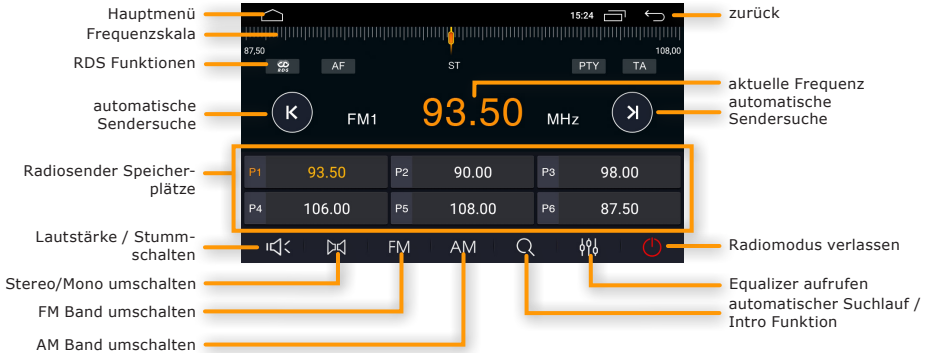 Hauptmenü
Frequenzskala
RDS Funktionen
automatische
Sendersuche
Radiosender Speicher-
plätze
Lautstärke / Stumm-
schalten
Stereo/Mono umschalten
FM Band umschalten
AM Band umschalten
15:24
87,50
108,00
RDS
AF
ST
PTY
TA
FM1
93.50
MHz
P1
93.50
P2
90.00
P3
98.00
P4
106.00
P5
108.00
P6
87.50
FM
AM
zurück
aktuelle Frequenz
automatische
Sendersuche
Radiomodus verlassen
Equalizer aufrufen
automatischer Suchlauf /
Intro Funktion